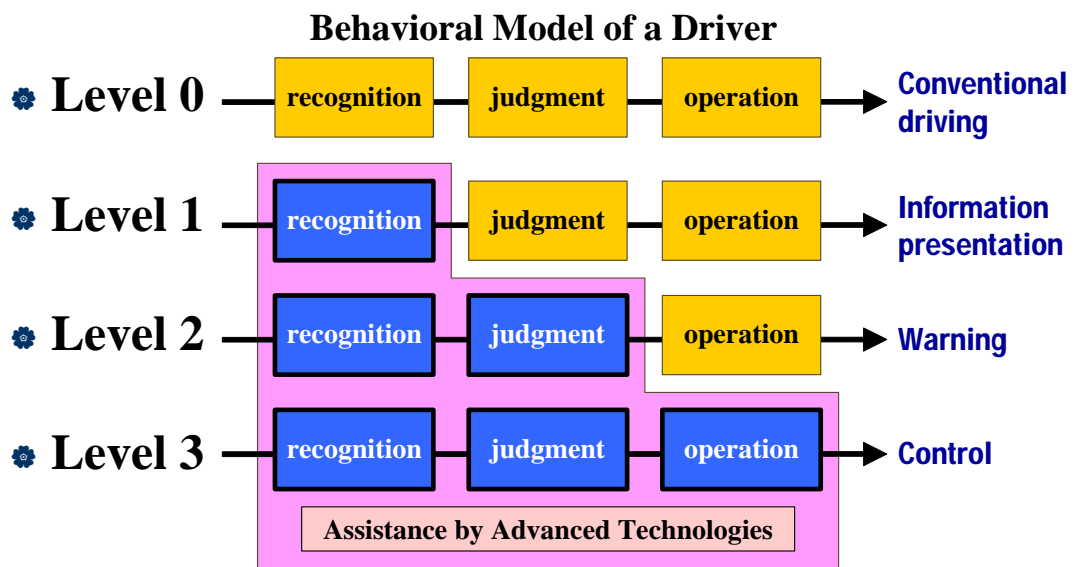 Behavioral Model of a Driver
Level 0 recognition judgment operation Conventional
driving
Level 1 recognition judgment operation Information
presentation
Level 2 recognition judgment operation Warning
Level 3 recognition judgment operation Control
Assistance by Advanced Technologies